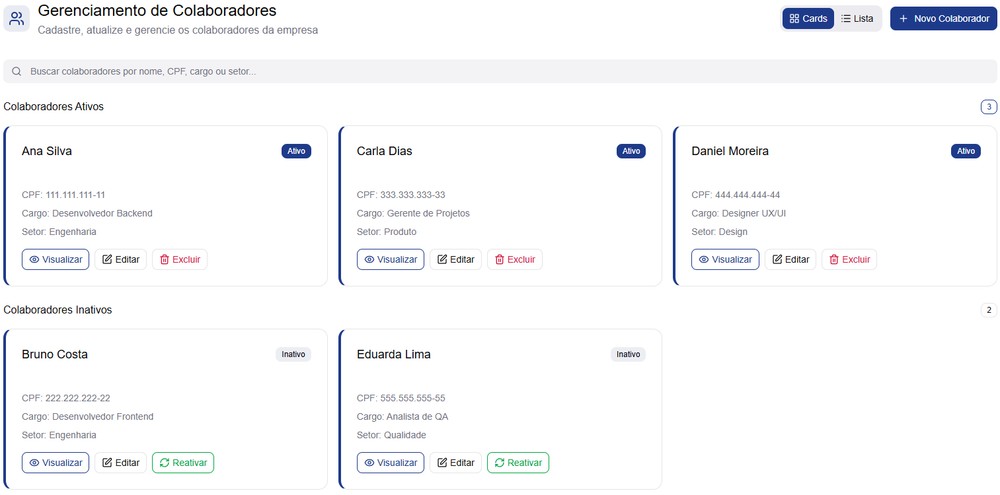 Gerenciamento de Colaboradores
Cadastre, atualize e gerencie os colaboradores da empresa
Cards
Lista
Novo Colaborador
Buscar colaboradores por nome, CPF, cargo ou setor...
Colaboradores Ativos
3
Ana Silva
Ativo
CPF: 111.111.111-11
Cargo: Desenvolvedor Backend
Setor: Engenharia
Visualizar
Editar
Excluir
Carla Dias
Ativo
CPF: 333.333.333-33
Cargo: Gerente de Projetos
Setor: Produto
Visualizar
Editar
Excluir
Daniel Moreira
Ativo
CPF: 444.444.444-44
Cargo: Designer UX/UI
Setor: Design
Visualizar
Editar
Excluir
Colaboradores Inativos
2
Bruno Costa
Inativo
CPF: 222.222.222-22
Cargo: Desenvolvedor Frontend
Setor: Engenharia
Visualizar
Editar
Reativar
Eduarda Lima
Inativo
CPF: 555.555.555-55
Cargo: Analista de QA
Setor: Qualidade
Visualizar
Editar
Reativar